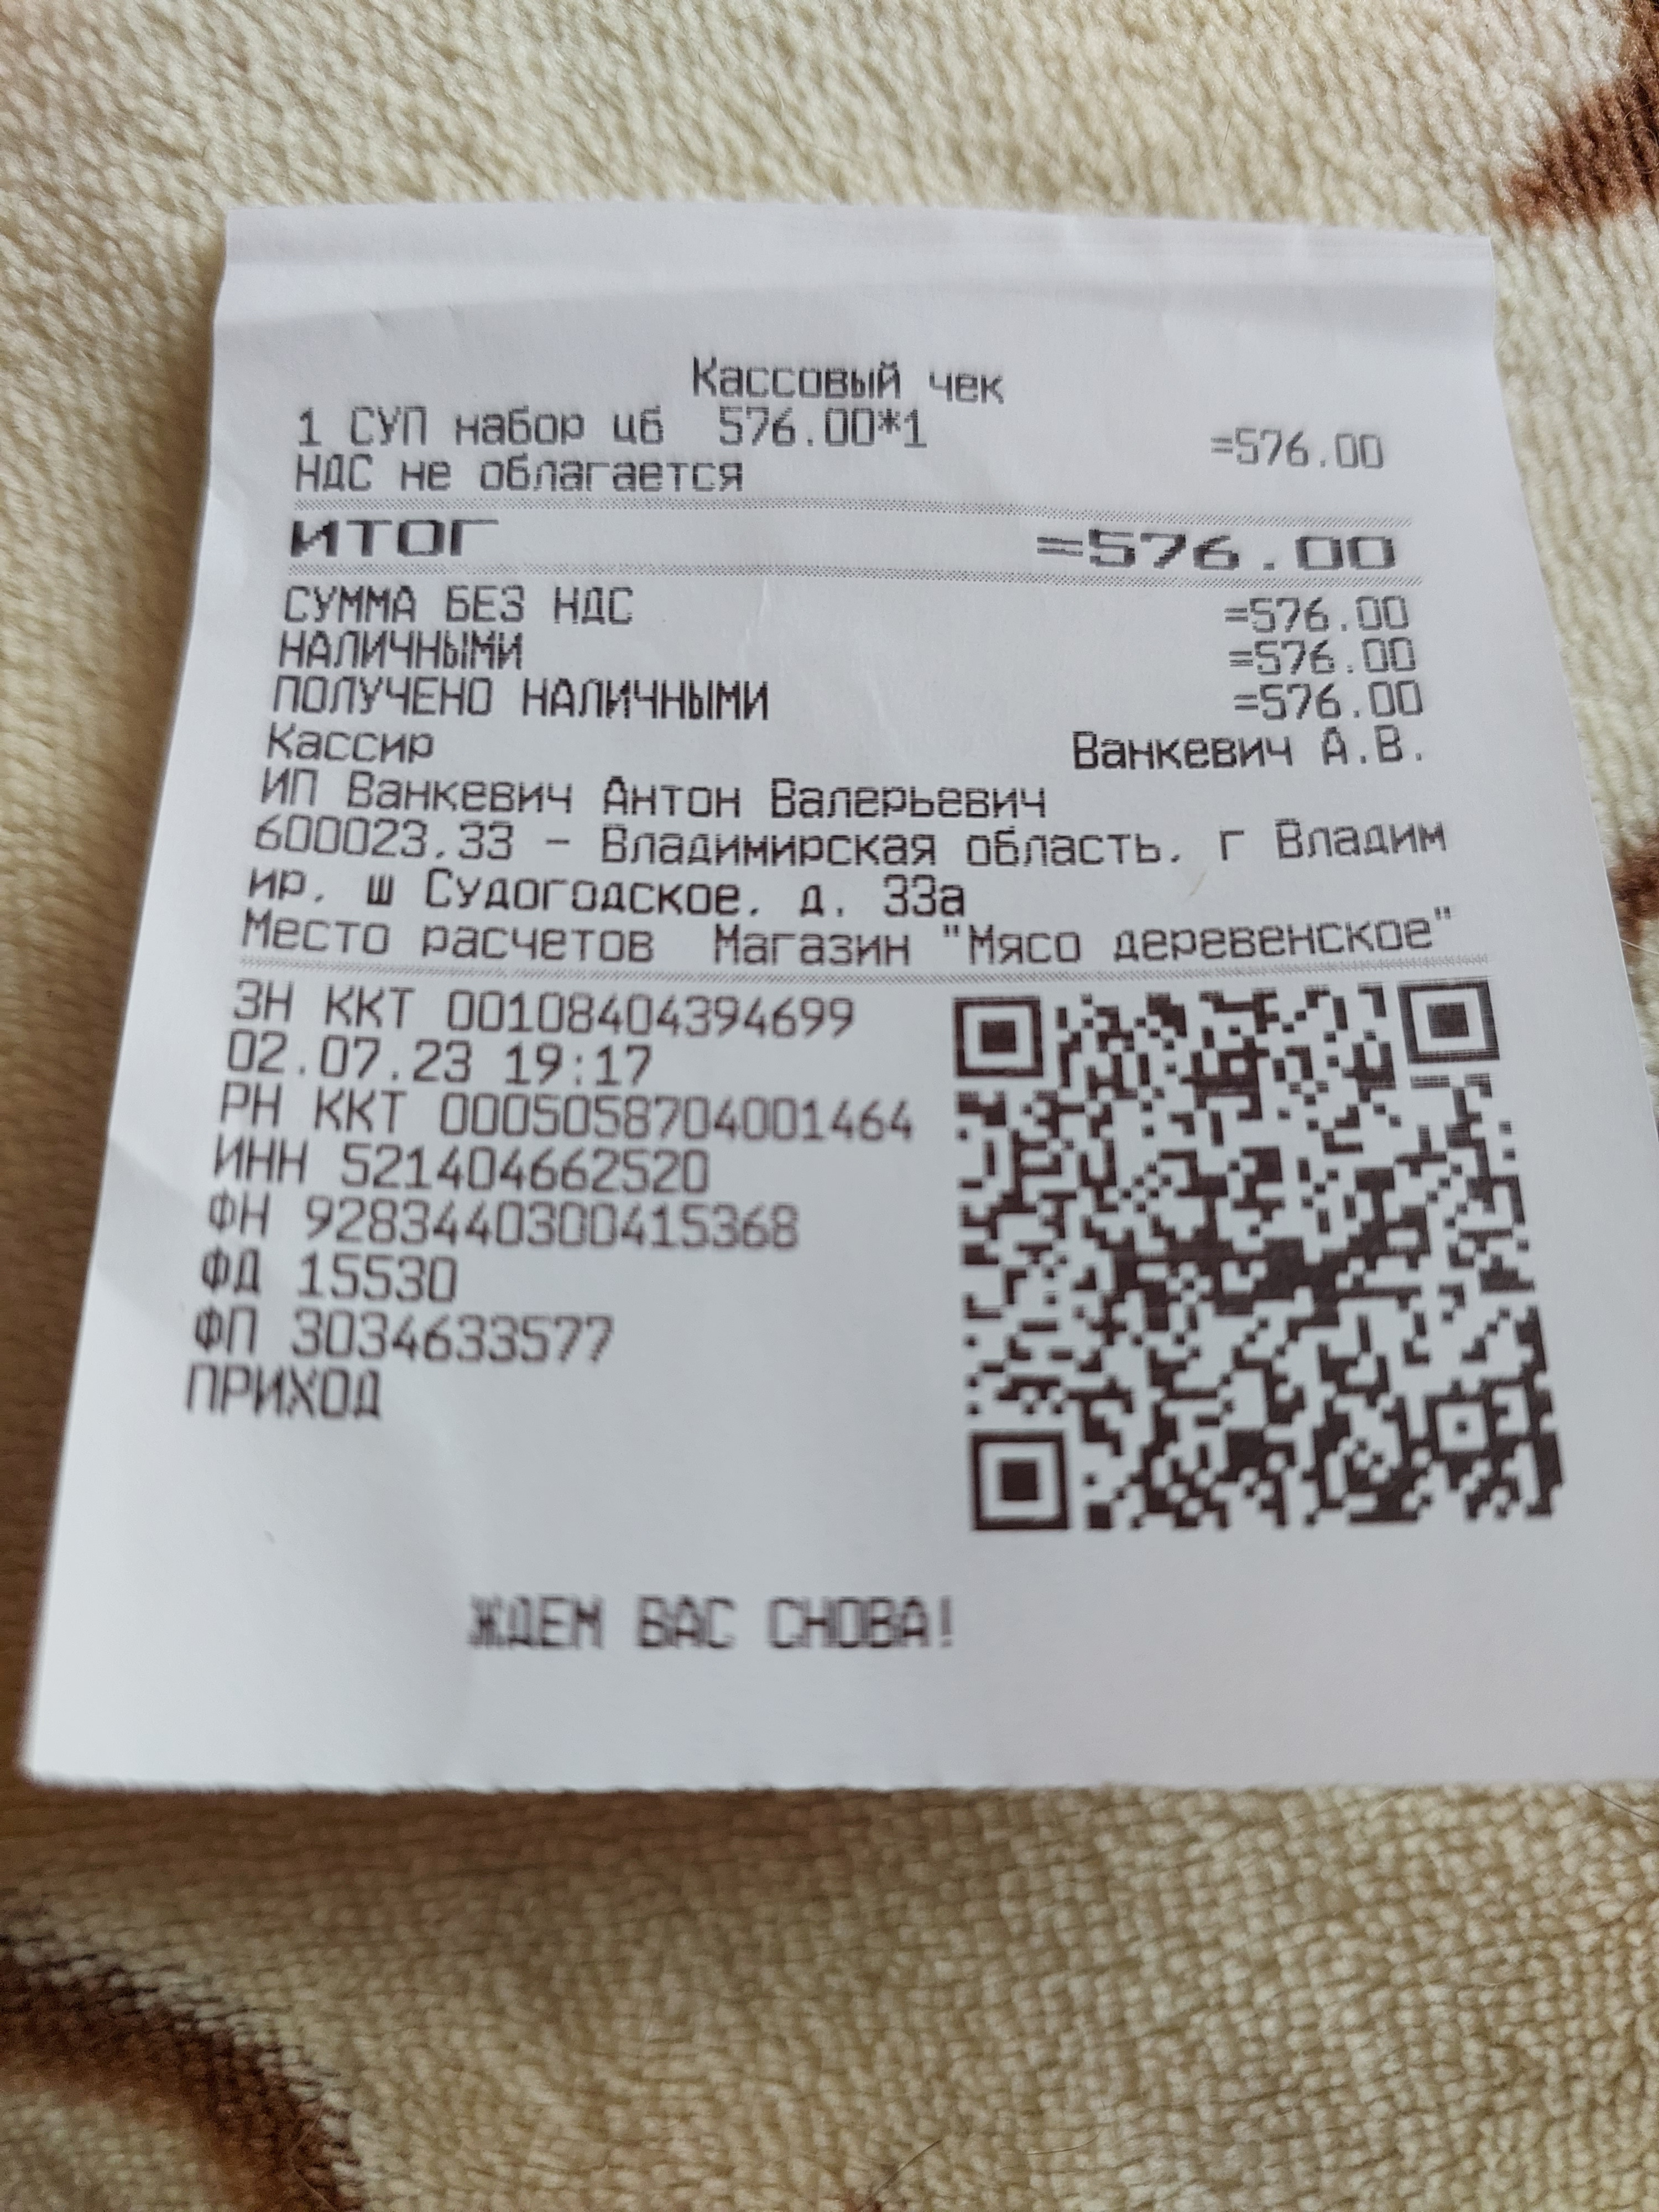 Кассовый чек
1 СУП набор цб 576.00*1 =576.00
НДС не облагается
ИТОГ =576.00
СУММА БЕЗ НДС =576.00
НАЛИЧНЫМИ =576.00
ПОЛУЧЕНО НАЛИЧНЫМИ =576.00
Кассир Ванкевич А.В.
ИП Ванкевич Антон Валерьевич
600023,33 - Владимирская область, г Владим
ир, ш Судогодское, д. 33а
Место расчетов Магазин "Мясо деревенское"
ЗН ККТ 00108404394699
02.07.23 19:17
РН ККТ 0005058704001464
ИНН 521404662520
ФН 9283440300415368
ФД 15530
ФП 3034633577
ПРИХОД
ЖДЕМ ВАС СНОВА!